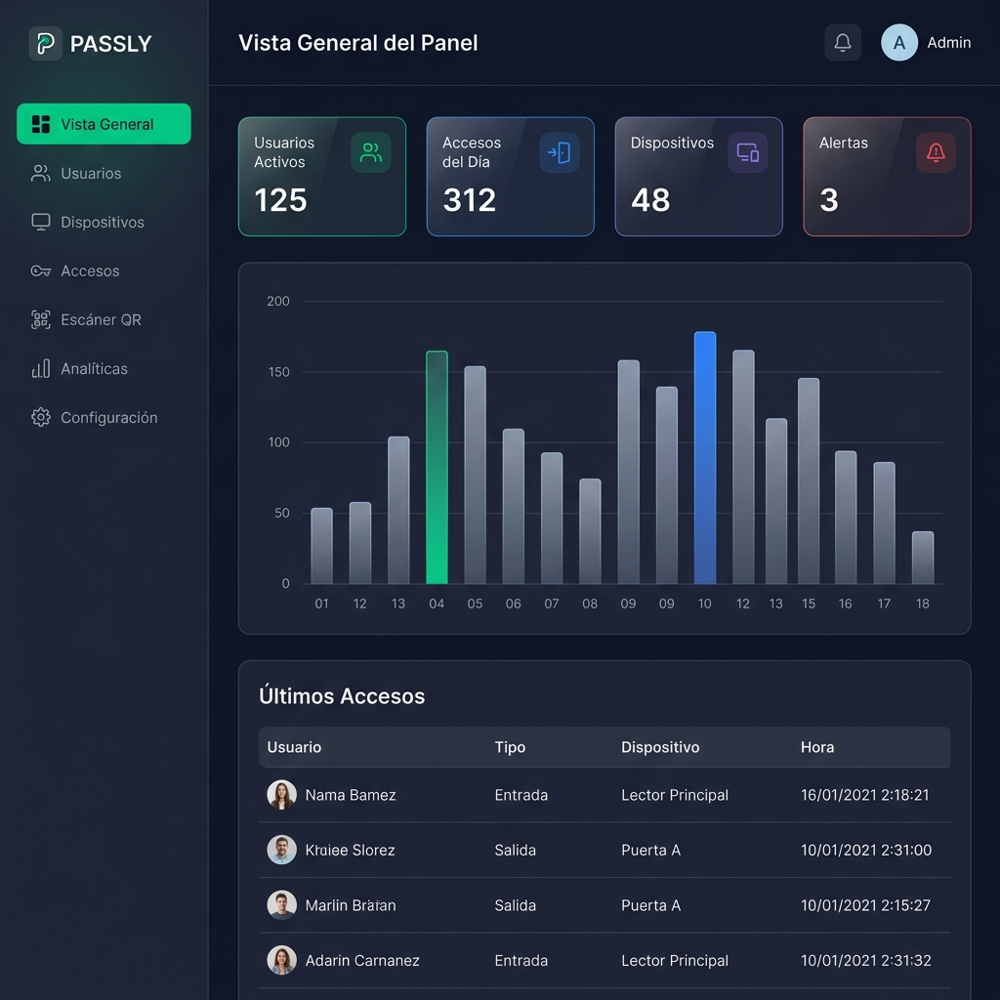 PASSLY
Vista General del Panel
A
Admin
Vista General
Usuarios
Dispositivos
Accesos
Escáner QR
Analíticas
Configuración
Usuarios
Activos
125
Accesos
del Día
312
Dispositivos
48
Alertas
3
200
150
100
50
0
01 12 13 04 05 06 07 08 09 09 10 12 13 15 16 17 18
Últimos Accesos
Usuario Tipo Dispositivo Hora
Nama Bamez Entrada Lector Principal 16/01/2021 2:18:21
Slorez Salida Puerta A 10/01/2021 2:31:00
Marlin Salida Puerta A 10/01/2021 2:15:27
Adarin Carnanez Entrada Lector Principal 10/01/2021 2:31:32